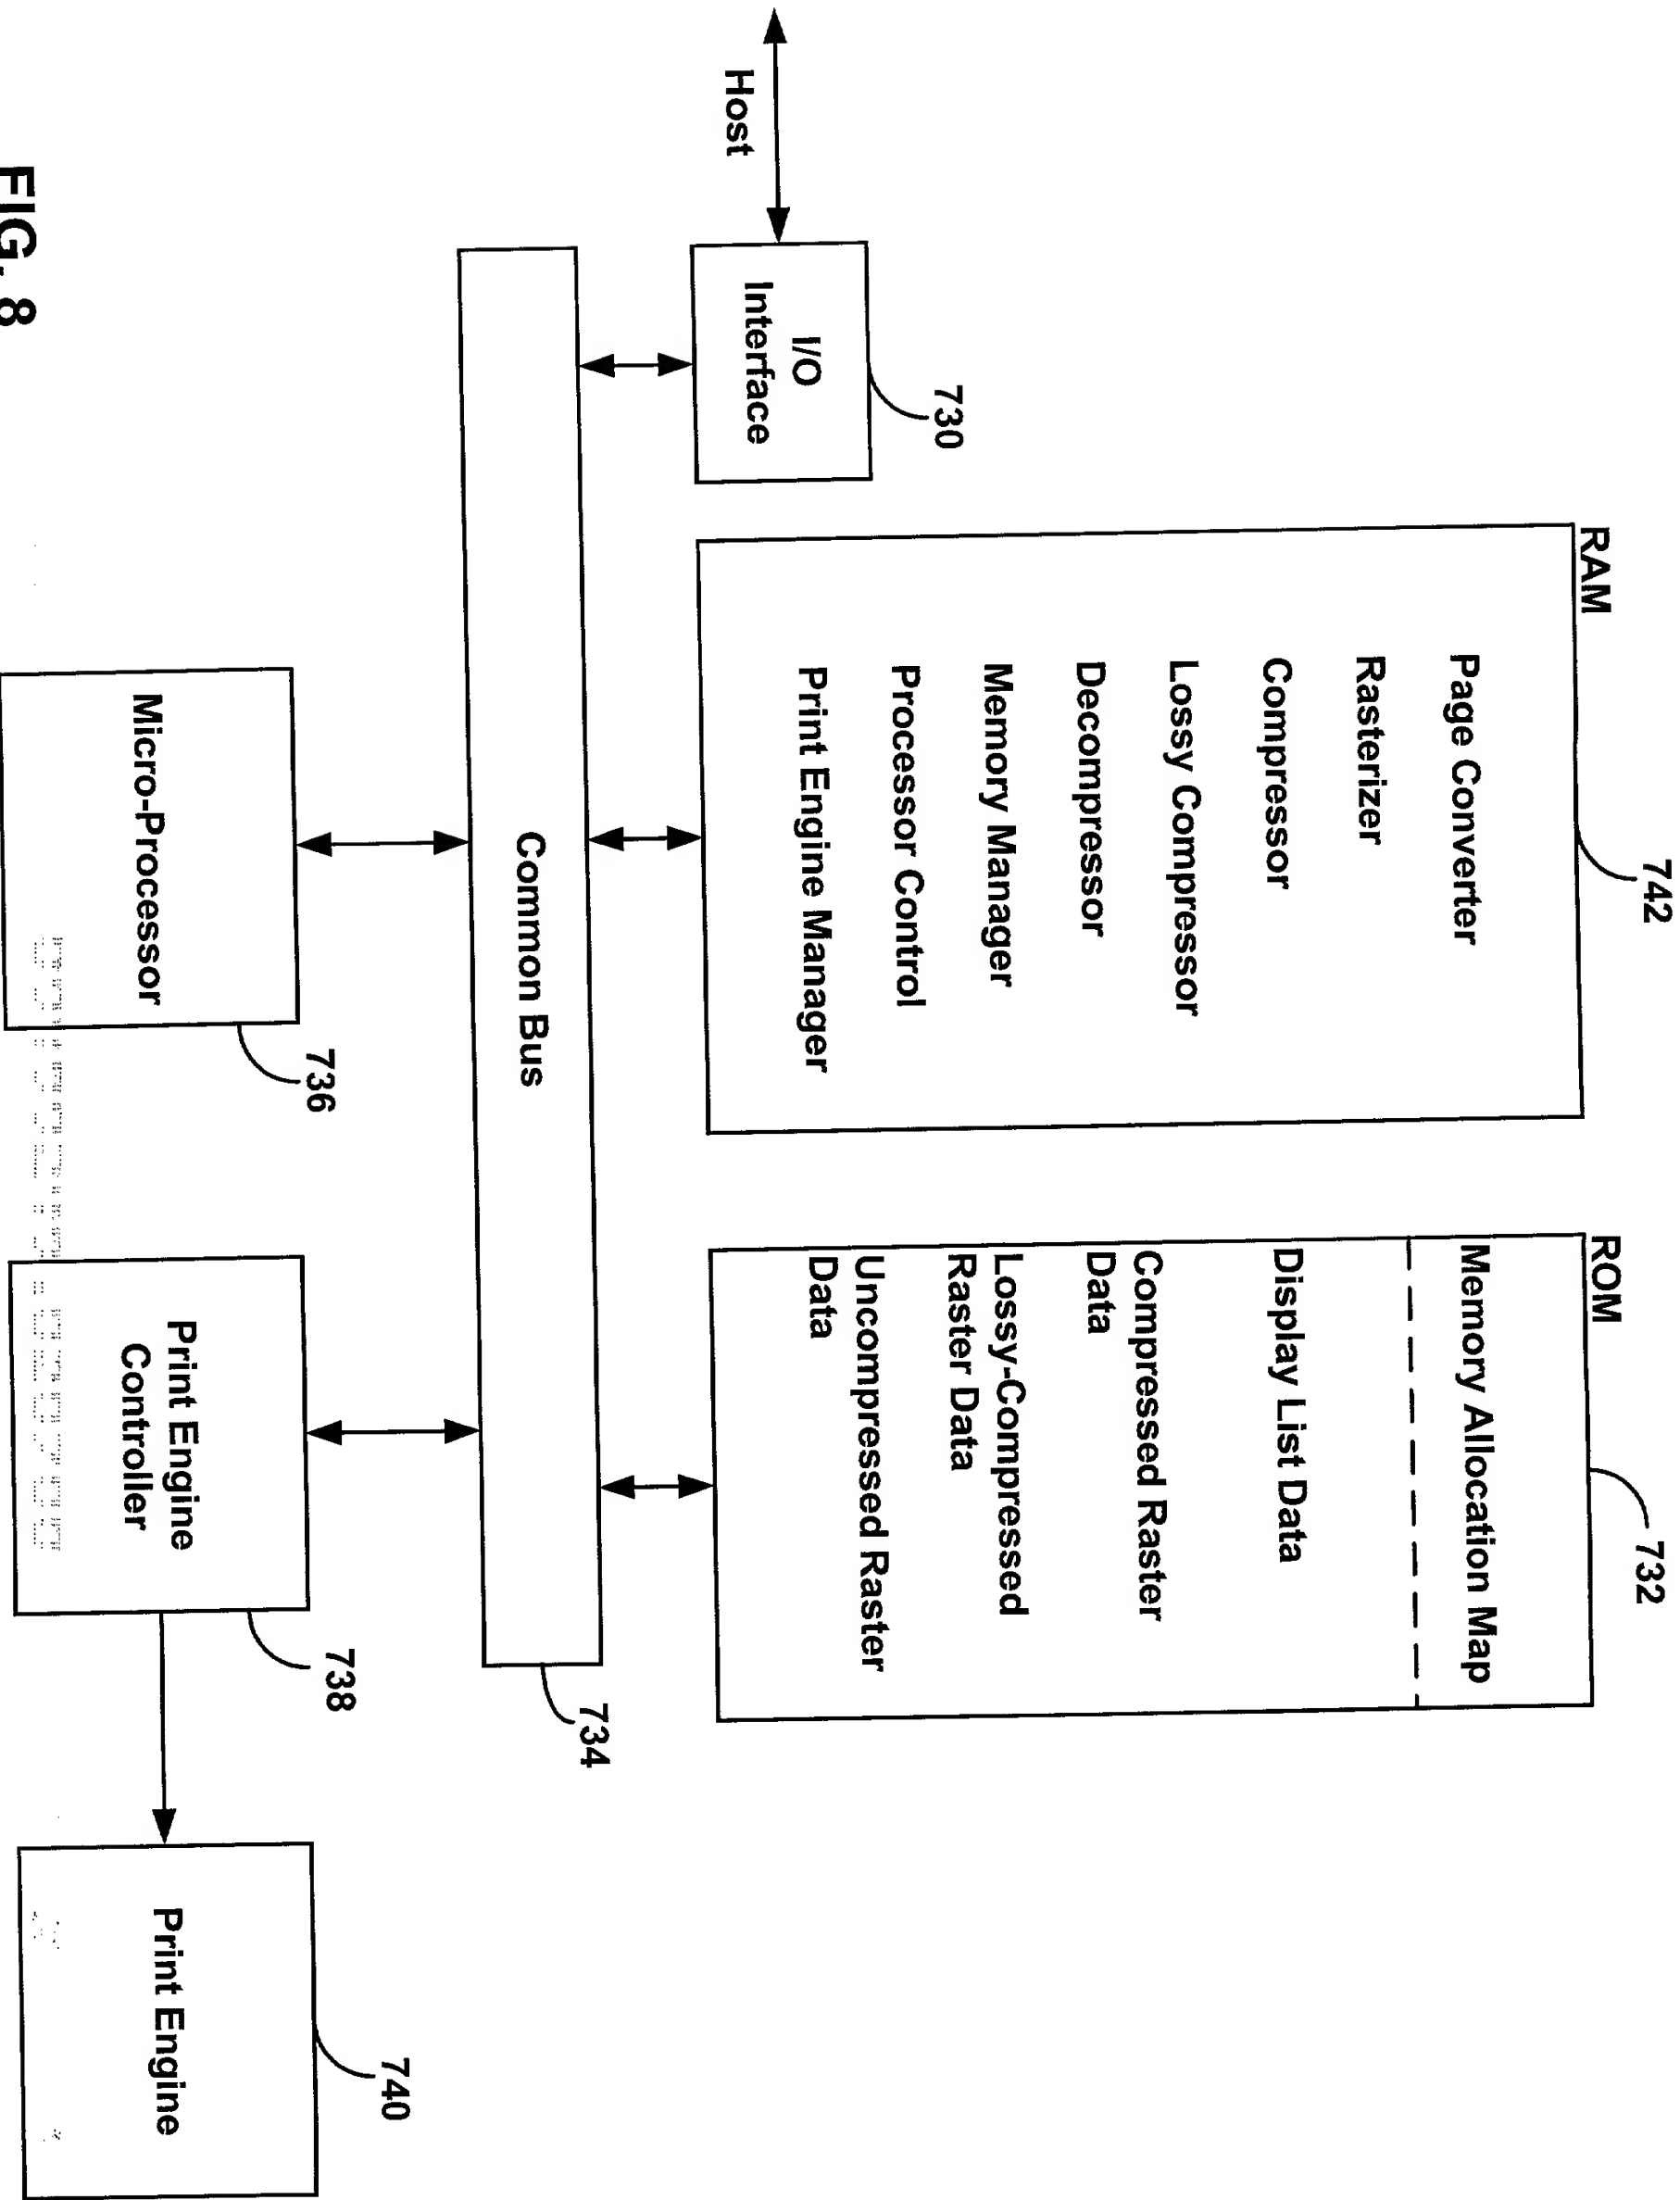 742
RAM
Page Converter
Rasterizer
Compressor
Lossy Compressor
Decompressor
Memory Manager
Processor Control
Print Engine Manager
732
ROM
Memory Allocation Map
Display List Data
Compressed Raster
Data
Lossy-Compressed
Raster Data
Uncompressed Raster
Data
730
I/O
Interface
Host
Common Bus
734
Micro-Processor
736
Print Engine
Controller
738
Print Engine
740
FIG. 8